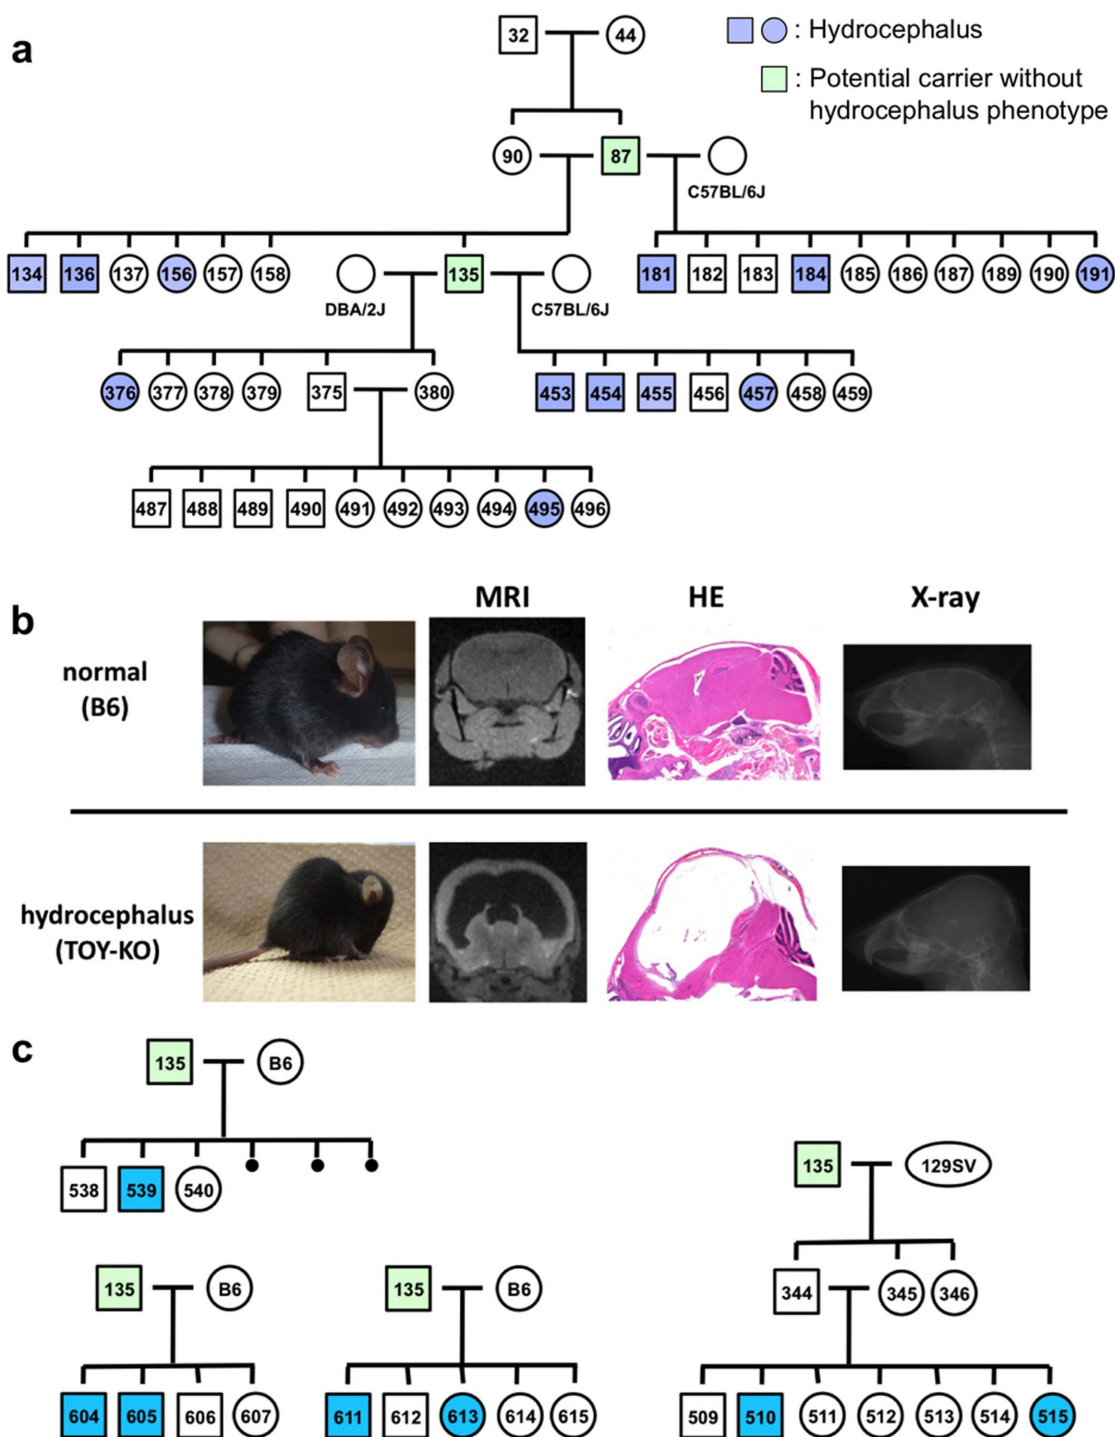 a
32 44
: Hydrocephalus
: Potential carrier without
hydrocephalus phenotype
90 87
C57BL/6J
134 136 137 156 157 158 135 181 182 183 184 185 186 187 189 190 191
DBA/2J C57BL/6J
376 377 378 379 375 380 453 454 455 456 457 458 459
487 488 489 490 491 492 493 494 495 496
b
MRI HE X-ray
normal
(B6)
hydrocephalus
(TOY-KO)
c
135 B6
538 539 540
135 129SV
135 B6 135 B6 344 345 346
604 605 606 607 611 612 613 614 615 509 510 511 512 513 514 515